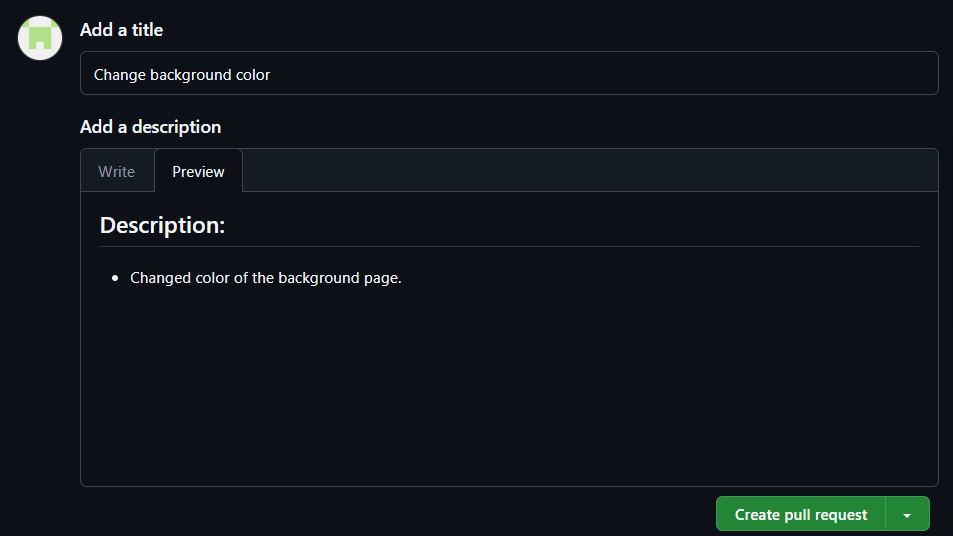 Add a title
Change background color
Add a description
Write Preview
Description:
Changed color of the background page.
Create pull request